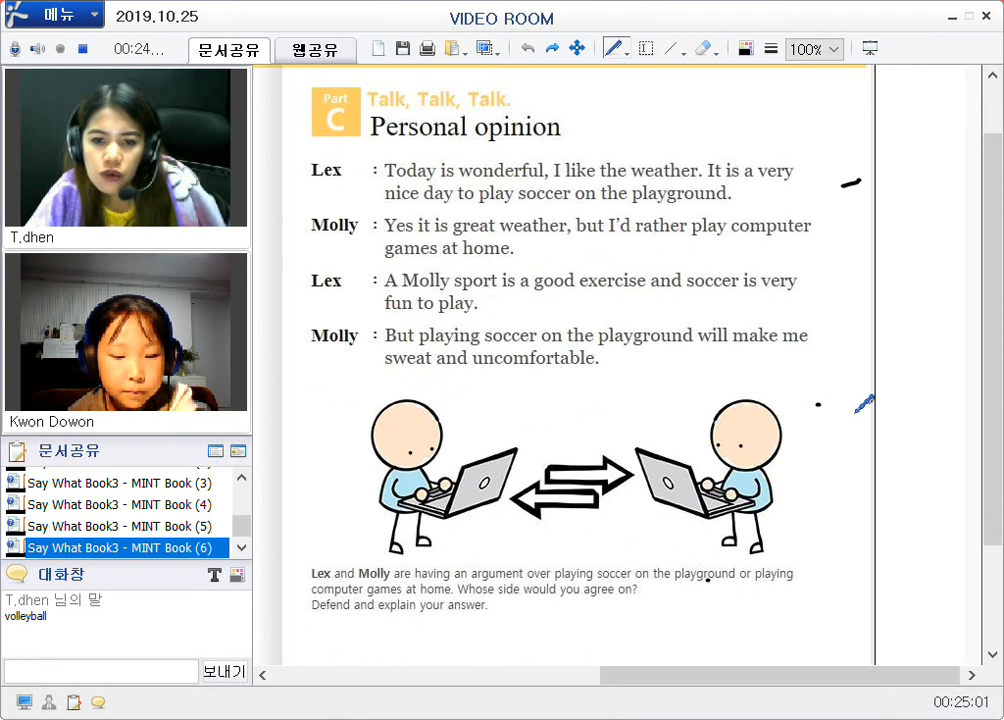 메뉴 2019.10.25 VIDEO ROOM
00:24... 문서공유 웹공유 100%
T.dhen
Kwon Dowon
문서공유
Say What Book3 - MINT Book (3)
Say What Book3 - MINT Book (4)
Say What Book3 - MINT Book (5)
Say What Book3 - MINT Book (6)
대화창 T
T.dhen 님의 말
volleyball
보내기
Part C Talk, Talk, Talk.
Personal opinion
Lex : Today is wonderful, I like the weather. It is a very
nice day to play soccer on the playground.
Molly : Yes it is great weather, but I’d rather play computer
games at home.
Lex : A Molly sport is a good exercise and soccer is very
fun to play.
Molly : But playing soccer on the playground will make me
sweat and uncomfortable.
Lex and Molly are having an argument over playing soccer on the playground or playing
computer games at home. Whose side would you agree on?
Defend and explain your answer.
00:25:01